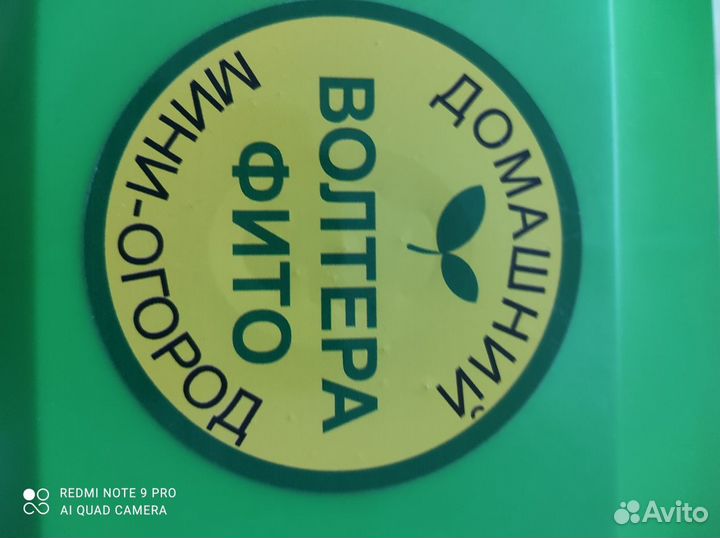 ДОМАШНИЙ
ВОЛТЕРА
ФИТО
МИНИ-ОГОРОД
REDMI NOTE 9 PRO
AI QUAD CAMERA
Avito